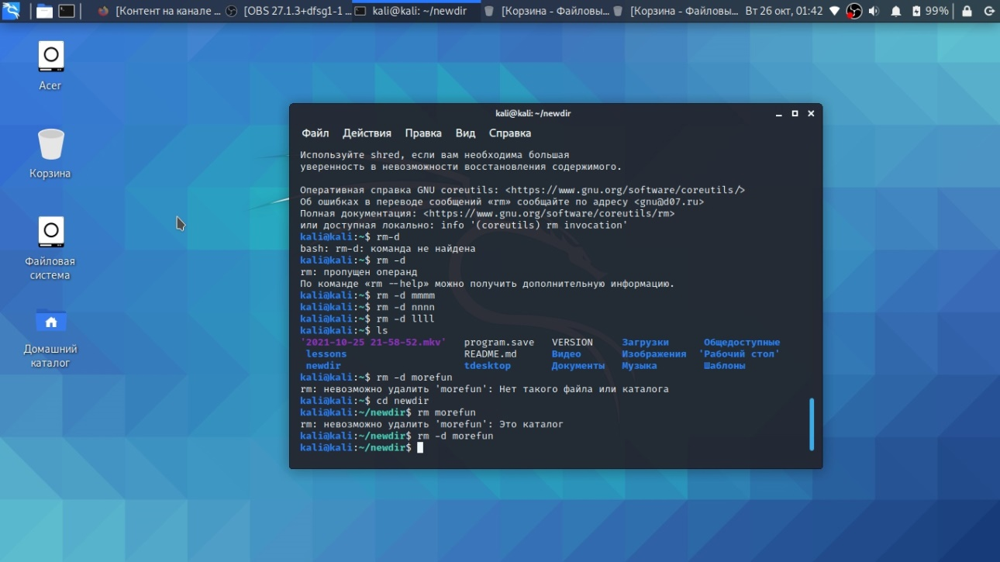 [Контент на канале ...
[OBS 27.1.3+dfsg1-1 ...
kali@kali: ~/newdir
[Корзина - Файловы...
[Корзина - Файловы...
Вт 26 окт, 01:42
99%
Acer
Корзина
Файловая
система
Домашний
каталог
kali@kali: ~/newdir
Файл Действия Правка Вид Справка
Используйте shred, если вам необходима большая
уверенность в невозможности восстановления содержимого.
Оперативная справка GNU coreutils: <https://www.gnu.org/software/coreutils/>
Об ошибках в переводе сообщений «rm» сообщайте по адресу <gnu@d07.ru>
Полная документация: <https://www.gnu.org/software/coreutils/rm>
или доступная локально: info '(coreutils) rm invocation'
kali@kali:~$ rm-d
bash: rm-d: команда не найдена
kali@kali:~$ rm -d
rm: пропущен операнд
По команде «rm --help» можно получить дополнительную информацию.
kali@kali:~$ rm -d mmmm
kali@kali:~$ rm -d nnnn
kali@kali:~$ rm -d llll
kali@kali:~$ ls
'2021-10-25 21-58-52.mkv' program.save VERSION Загрузки Общедоступные
lessons README.md Видео Изображения 'Рабочий стол'
newdir tdesktop Документы Музыка Шаблоны
kali@kali:~$ rm -d morefun
rm: невозможно удалить 'morefun': Нет такого файла или каталога
kali@kali:~$ cd newdir
kali@kali:~/newdir$ rm morefun
rm: невозможно удалить 'morefun': Это каталог
kali@kali:~/newdir$ rm -d morefun
kali@kali:~/newdir$